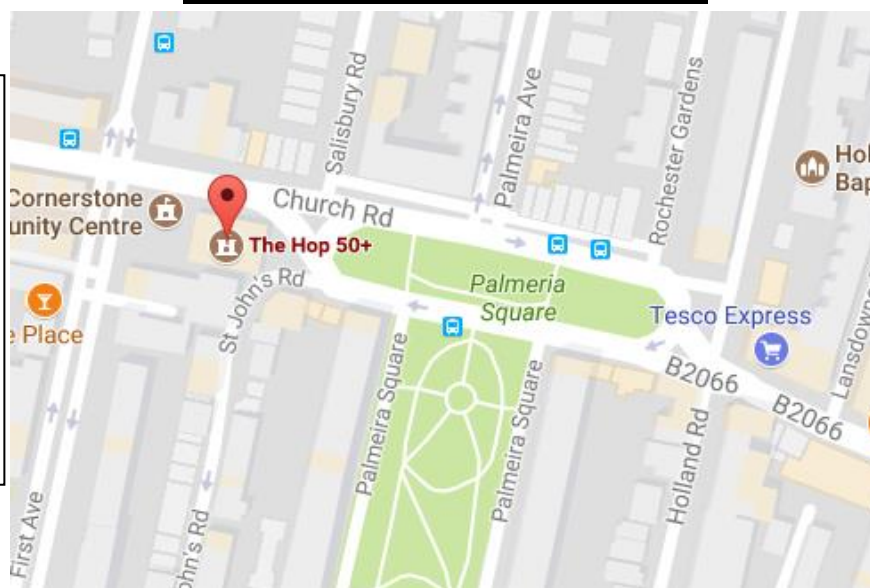 Salisbury Rd
Palmeira Ave
Rochester Gardens
Hol
Bap
Cornerstone
unity Centre
Church Rd
The Hop 50+
St John's Rd
Palmeria
Square
Tesco Express
e Place
B2066
B2066
Lansdowne
Palmeira Square
Palmeira Square
Holland Rd
First Ave
ohn's Rd